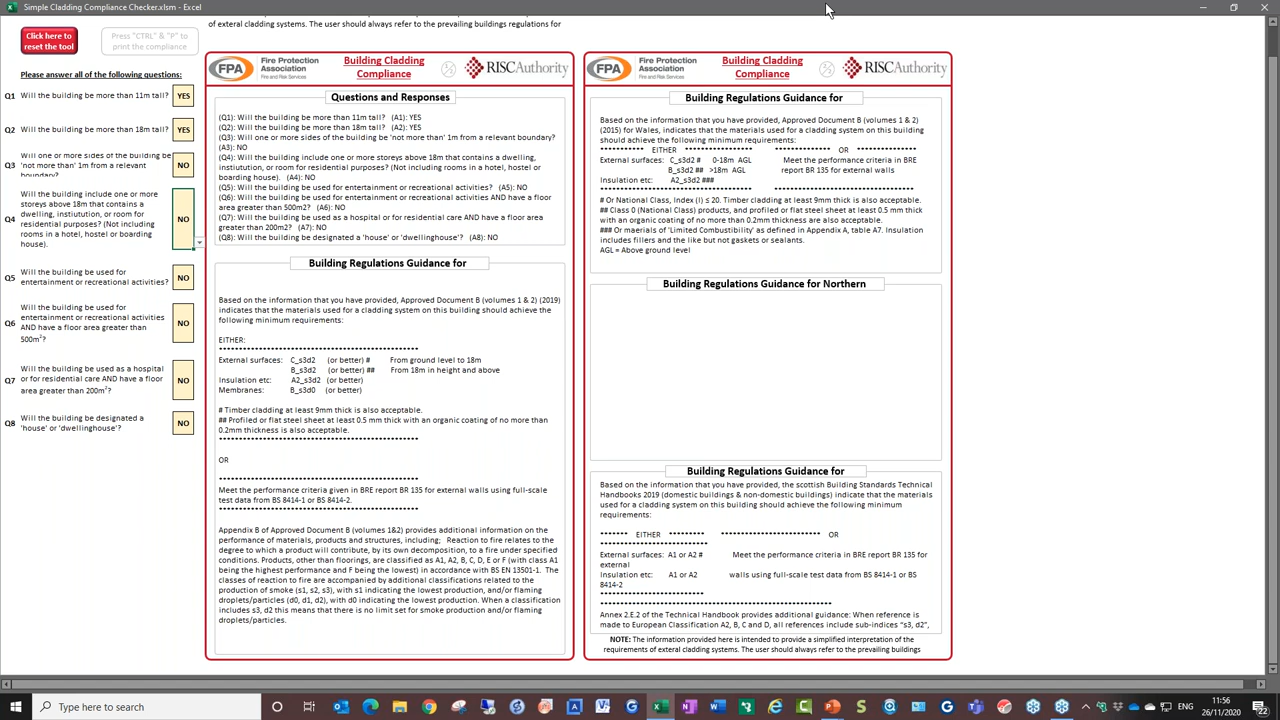 Simple Cladding Compliance Checker.xlsm - Excel
of exteral cladding systems. The user should always refer to the prevailing buildings regulations for
Click here to
reset the tool
Press "CTRL" & "P" to
print the compliance
Please answer all of the following questions:
Q1 Will the building be more than 11m tall? YES
Q2 Will the building be more than 18m tall? YES
Q3 Will one or more sides of the building be
'not more than' 1m from a relevant
boundary?
NO
Q4 Will the building include one or more
storeys above 18m that contains a
dwelling, instiutution, or room for
residential purposes? (Not including
rooms in a hotel, hostel or boarding
house).
NO
Q5 Will the building be used for
entertainment or recreational activities?
NO
Q6 Will the building be used for
entertainment or recreational activities
AND have a floor area greater than
500m²?
NO
Q7 Will the building be used as a hospital
or for residential care AND have a floor
area greater than 200m²?
NO
Q8 Will the building be designated a
'house' or 'dwellinghouse'?
NO
FPA
Fire Protection
Association
Fire and Risk Services
Building Cladding
Compliance
RISCAuthority
Questions and Responses
(Q1): Will the building be more than 11m tall? (A1): YES
(Q2): Will the building be more than 18m tall? (A2): YES
(Q3): Will one or more sides of the building be 'not more than' 1m from a relevant boundary?
(A3): NO
(Q4): Will the building include one or more storeys above 18m that contains a dwelling,
instiutution, or room for residential purposes? (Not including rooms in a hotel, hostel or
boarding house). (A4): NO
(Q5): Will the building be used for entertainment or recreational activities? (A5): NO
(Q6): Will the building be used for entertainment or recreational activities AND have a floor
area greater than 500m2? (A6): NO
(Q7): Will the building be used as a hospital or for residential care AND have a floor area
greater than 200m2? (A7): NO
(Q8): Will the building be designated a 'house' or 'dwellinghouse'? (A8): NO
Building Regulations Guidance for
Based on the information that you have provided, Approved Document B (volumes 1 & 2) (2019)
indicates that the materials used for a cladding system on this building should achieve the
following minimum requirements:
EITHER:
External surfaces: C_s3d2 (or better) # From ground level to 18m
B_s3d2 (or better) ## From 18m in height and above
Insulation etc: A2_s3d2 (or better)
Membranes: B_s3d0 (or better)
# Timber cladding at least 9mm thick is also acceptable.
## Profiled or flat steel sheet at least 0.5 mm thick with an organic coating of no more than
0.2mm thickness is also acceptable.
OR
Meet the performance criteria given in BRE report BR 135 for external walls using full-scale
test data from BS 8414-1 or BS 8414-2.
Appendix B of Approved Document B (volumes 1&2) provides additional information on the
performance of materials, products and structures, including; Reaction to fire relates to the
degree to which a product will contribute, by its own decomposition, to a fire under specified
conditions. Products, other than floorings, are classified as A1, A2, B, C, D, E or F (with class A1
being the highest performance and F being the lowest) in accordance with BS EN 13501-1. The
classes of reaction to fire are accompanied by additional classifications related to the
production of smoke (s1, s2, s3), with s1 indicating the lowest production, and/or flaming
droplets/particles (d0, d1, d2), with d0 indicating the lowest production. When a classification
includes s3, d2 this means that there is no limit set for smoke production and/or flaming
droplets/particles.
FPA
Fire Protection
Association
Fire and Risk Services
Building Cladding
Compliance
RISCAuthority
Building Regulations Guidance for
Based on the information that you have provided, Approved Document B (volumes 1 & 2)
(2015) for Wales, indicates that the materials used for a cladding system on this building
should achieve the following minimum requirements:
EITHER OR
External surfaces: C_s3d2 # 0-18m AGL Meet the performance criteria in BRE
B_s3d2 ## >18m AGL report BR 135 for external walls
Insulation etc: A2_s3d2 ###
# Or National Class, Index (I) ≤ 20. Timber cladding at least 9mm thick is also acceptable.
## Class 0 (National Class) products, and profiled or flat steel sheet at least 0.5 mm thick
with an organic coating of no more than 0.2mm thickness are also acceptable.
### Or maerials of 'Limited Combustibility' as defined in Appendix A, table A7. Insulation
includes fillers and the like but not gaskets or sealants.
AGL = Above ground level
Building Regulations Guidance for Northern
Building Regulations Guidance for
Based on the information that you have provided, the scottish Building Standards Technical
Handbooks 2019 (domestic buildings & non-domestic buildings) indicate that the materials
used for a cladding system on this building should achieve the following minimum
requirements:
EITHER OR
External surfaces: A1 or A2 # Meet the performance criteria in BRE report BR 135 for
external
Insulation etc: A1 or A2 walls using full-scale test data from BS 8414-1 or BS
8414-2
Annex 2.E.2 of the Technical Handbook provides additional guidance: When reference is
made to European Classification A2, B, C and D, all references include sub-indices "s3, d2",
NOTE: The information provided here is intended to provide a simplified interpretation of the
requirements of exteral cladding systems. The user should always refer to the prevailing buildings
Type here to search
11:56
26/11/2020